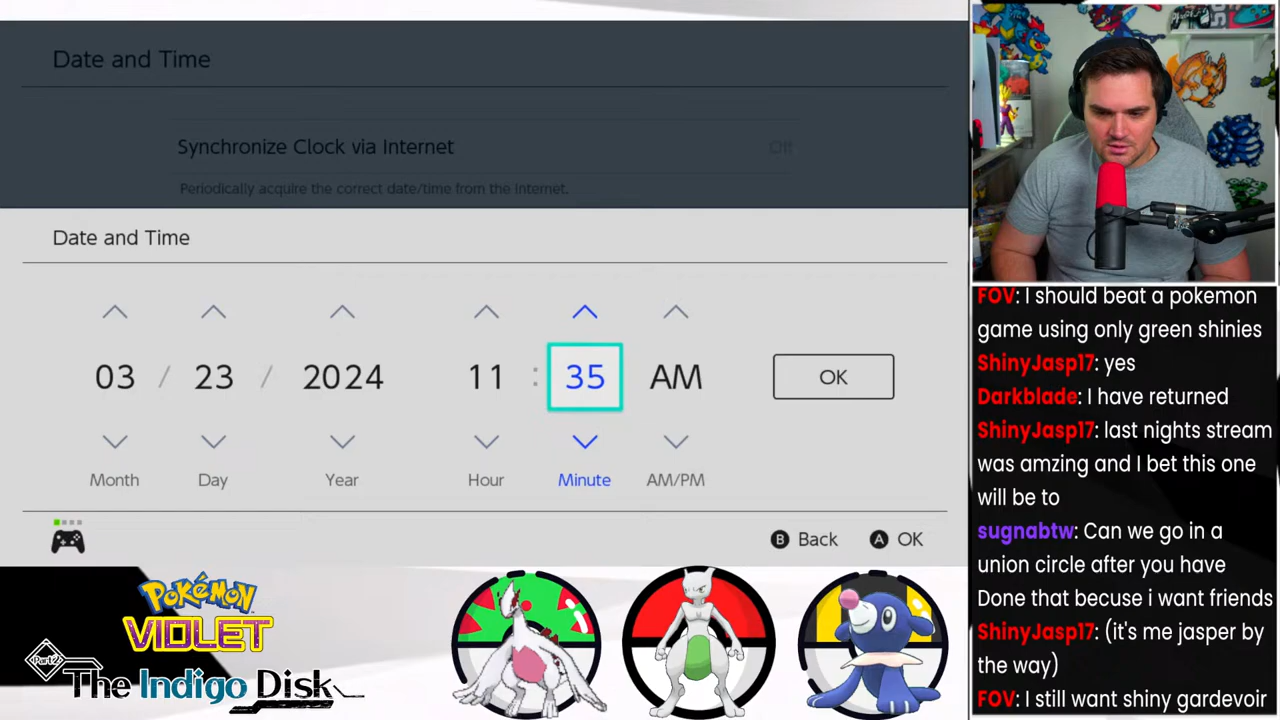 Date and Time
Synchronize Clock via Internet
Off
Periodically acquire the correct date/time from the Internet.
Date and Time
03 / 23 / 2024 11 : 35 AM
OK
Month Day Year Hour Minute AM/PM
B Back A OK
POKÉMON
VIOLET
Part 2
The Indigo Disk
FOV: I should beat a pokemon
game using only green shinies
ShinyJasp17: yes
Darkblade: I have returned
ShinyJasp17: last nights stream
was amzing and I bet this one
will be to
sugnabtw: Can we go in a
union circle after you have
Done that becuse i want friends
ShinyJasp17: (it's me jasper by
the way)
FOV: I still want shiny gardevoir